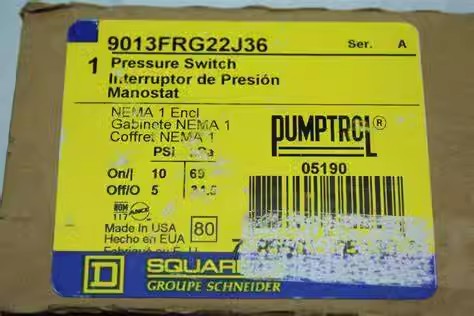 9013FRG22J36 Ser. A
1 Pressure Switch
Interruptor de Presión
Manostat
NEMA 1 Encl
Gabinete NEMA 1
Coffret NEMA 1
PUMPTROL®
PSI
On/| 10 69
Off/O 5
05190
117
Made in USA
Hecho en EUA
80
D SQUARE
GROUPE SCHNEIDER